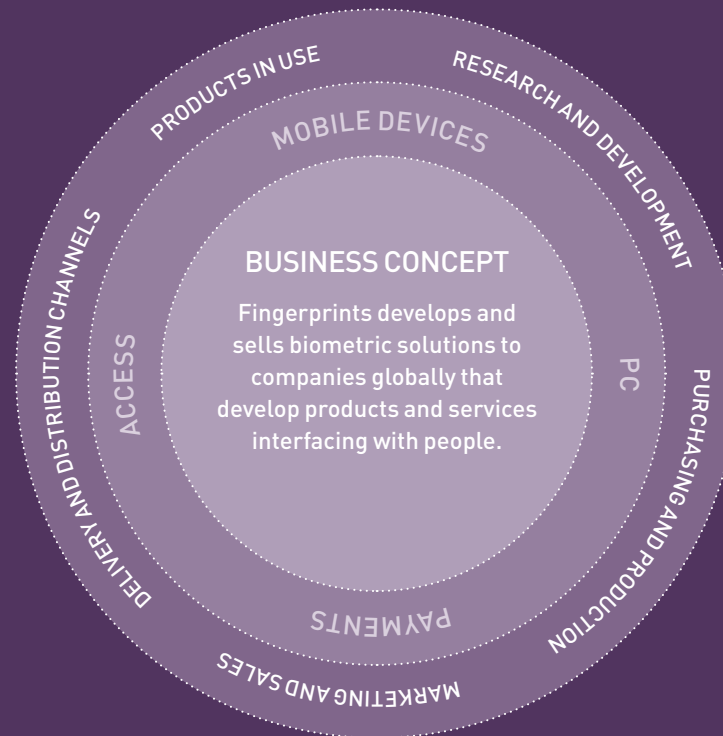 PRODUCTS IN USE
RESEARCH AND DEVELOPMENT
PURCHASING AND PRODUCTION
MARKETING AND SALES
DELIVERY AND DISTRIBUTION CHANNELS
MOBILE DEVICES
PC
PAYMENTS
ACCESS
BUSINESS CONCEPT
Fingerprints develops and
sells biometric solutions to
companies globally that
develop products and services
interfacing with people.